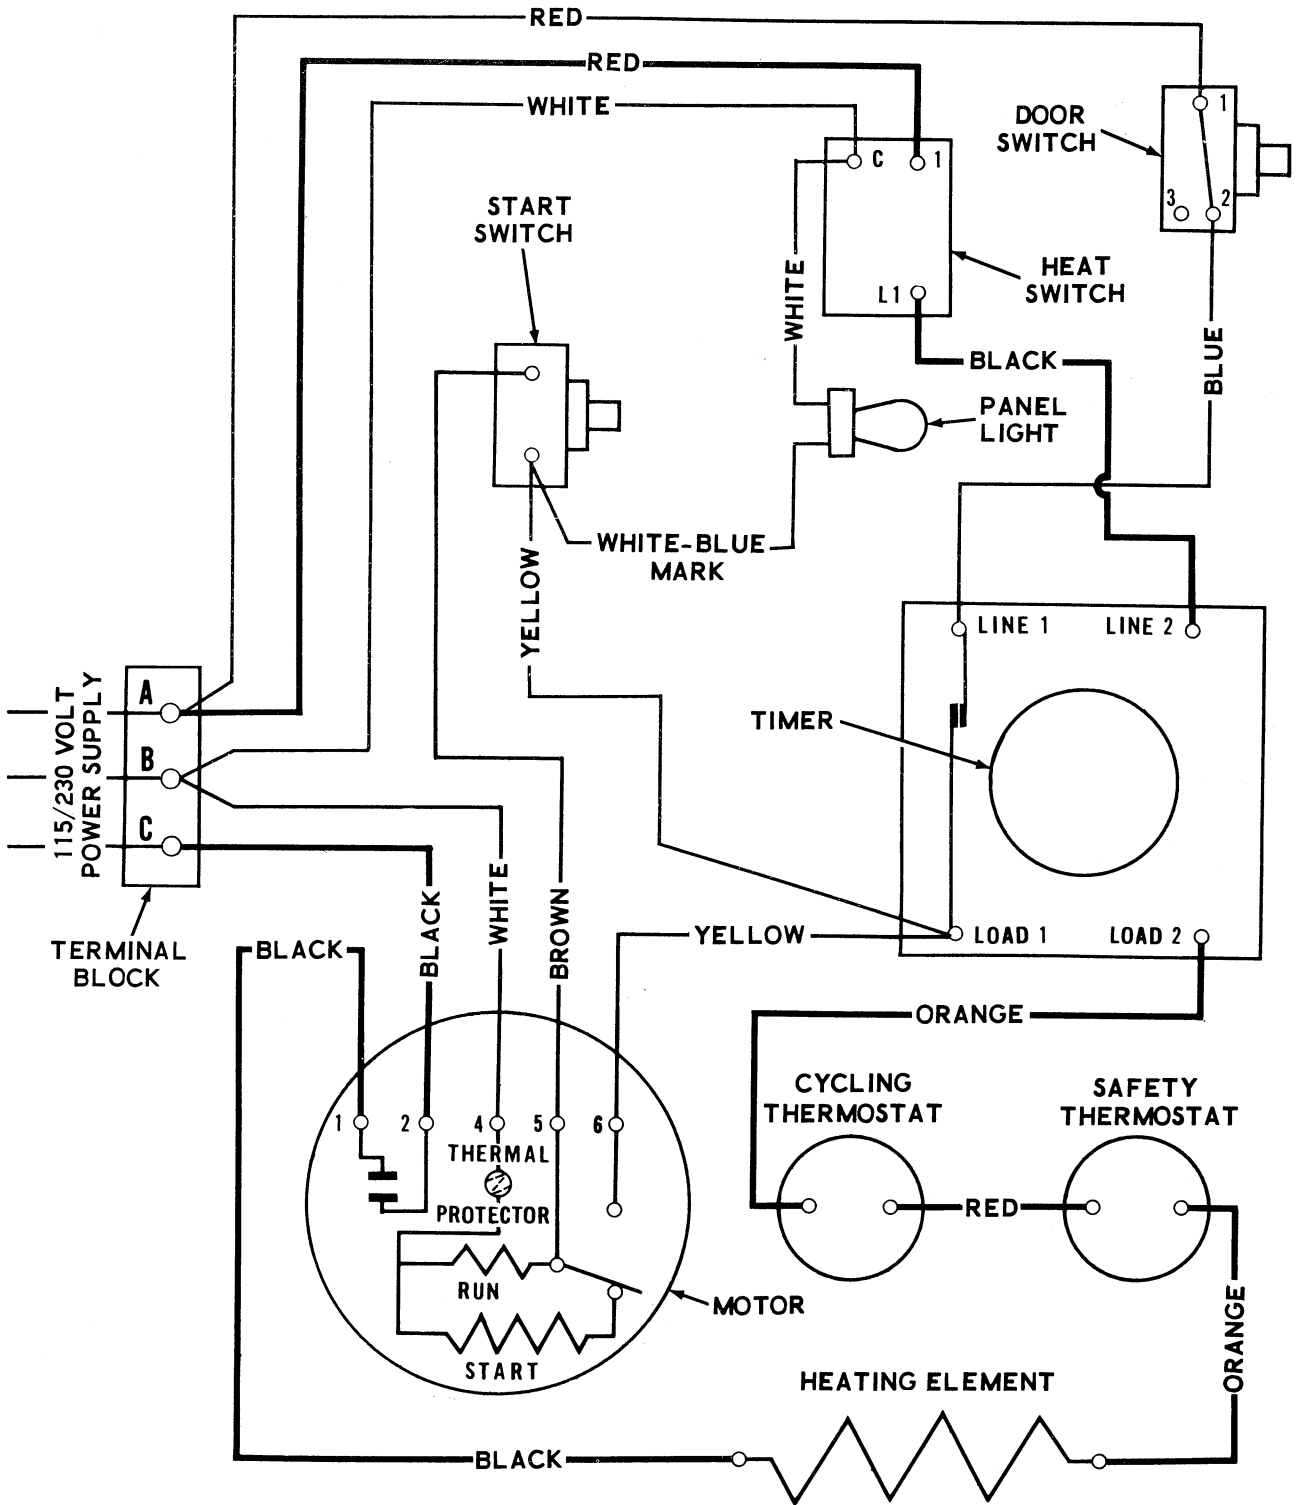 RED
RED
WHITE
DOOR
SWITCH
1
3
2
C
1
START
SWITCH
HEAT
SWITCH
L1
WHITE
BLACK
BLUE
PANEL
LIGHT
WHITE-BLUE
MARK
YELLOW
LINE 1
LINE 2
115/230 VOLT
POWER SUPPLY
A
B
C
TIMER
TERMINAL
BLOCK
BLACK
BLACK
WHITE
BROWN
YELLOW
LOAD 1
LOAD 2
ORANGE
CYCLING
THERMOSTAT
SAFETY
THERMOSTAT
1
2
4
5
6
THERMAL
PROTECTOR
RED
RUN
MOTOR
START
ORANGE
HEATING ELEMENT
BLACK